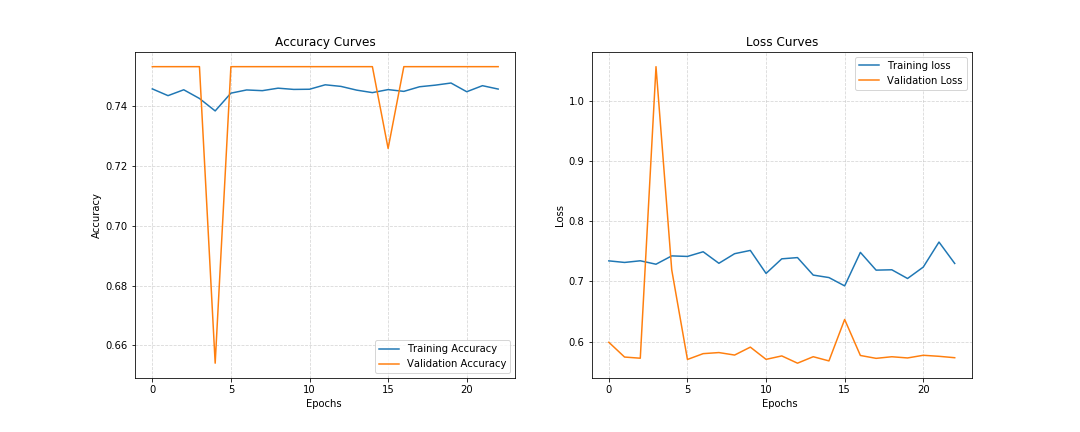 Accuracy Curves
Accuracy
0.74
0.72
0.70
0.68
0.66
Training Accuracy
Validation Accuracy
0
5
10
15
20
Epochs
Loss Curves
Loss
1.0
0.9
0.8
0.7
0.6
Training loss
Validation Loss
0
5
10
15
20
Epochs